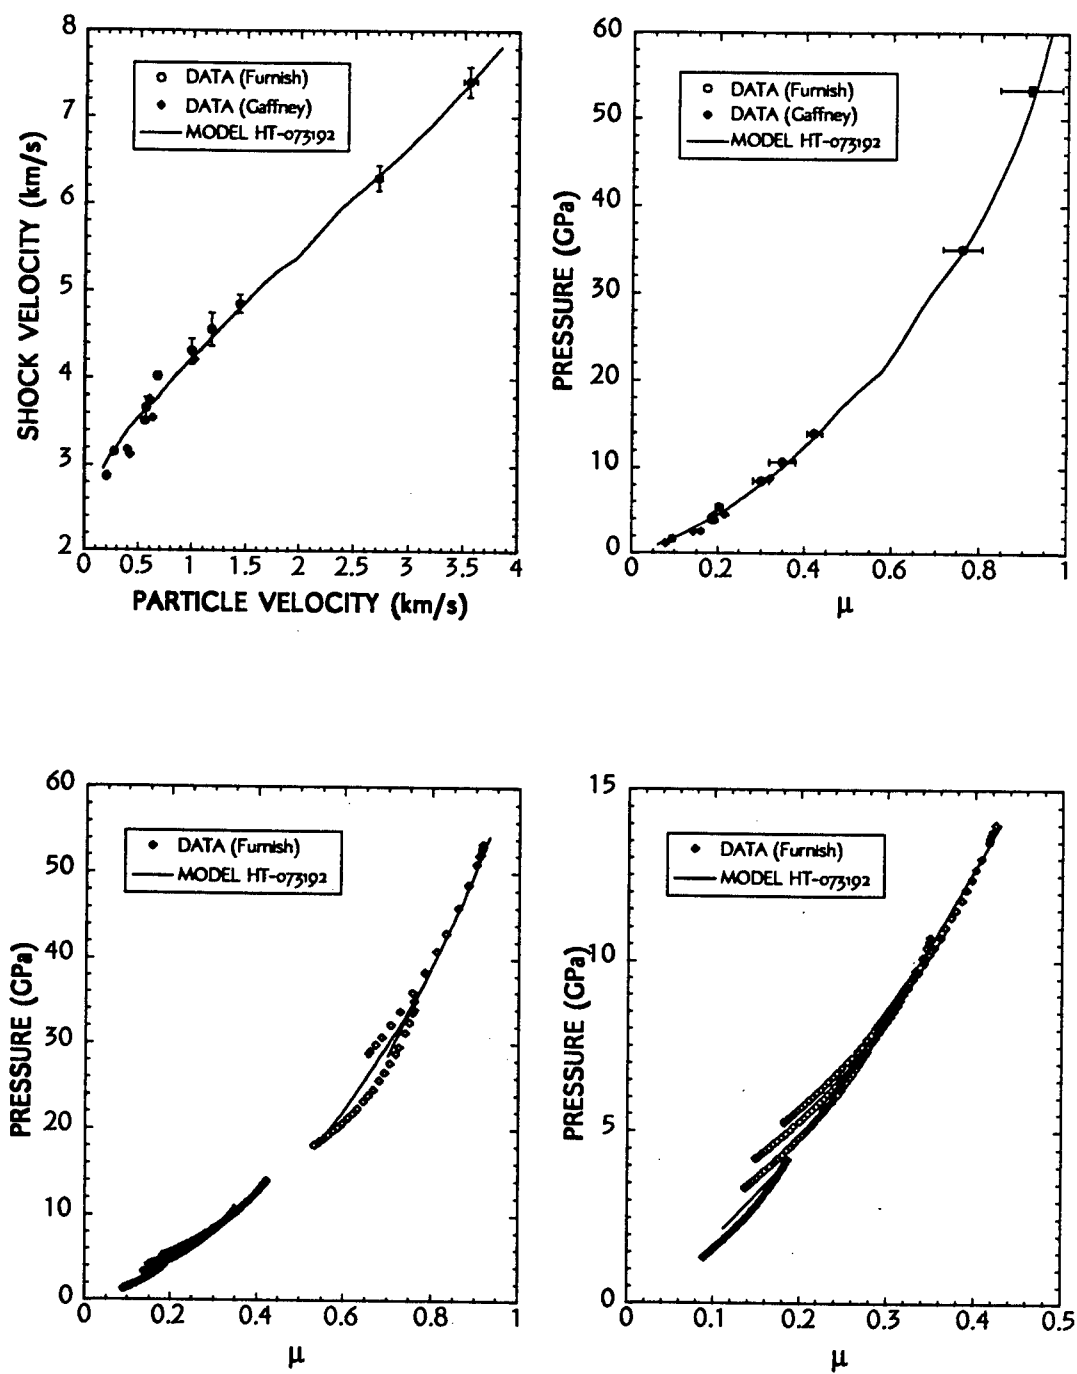 8
7
6
5
4
3
2
SHOCK VELOCITY (km/s)
DATA (Furnish)
DATA (Gaffney)
MODEL HT-073192
0 0.5 1 1.5 2 2.5 3 3.5 4
PARTICLE VELOCITY (km/s)
60
50
40
30
20
10
0
PRESSURE (GPa)
DATA (Furnish)
DATA (Gaffney)
MODEL HT-073192
0.2 0.4 0.6 0.8 1
μ
60
50
40
30
20
10
0
PRESSURE (GPa)
DATA (Furnish)
MODEL HT-073192
0 0.2 0.4 0.6 0.8 1
μ
15
10
5
0
PRESSURE (GPa)
DATA (Furnish)
MODEL HT-073192
0 0.1 0.2 0.3 0.4 0.5
μ